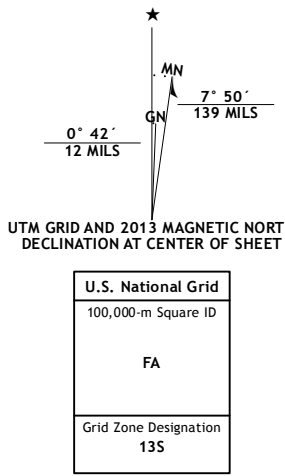 ★
MN
7° 50´
139 MILS
GN
0° 42´
12 MILS
UTM GRID AND 2013 MAGNETIC NORT
DECLINATION AT CENTER OF SHEET
U.S. National Grid
100,000-m Square ID
FA
Grid Zone Designation
13S